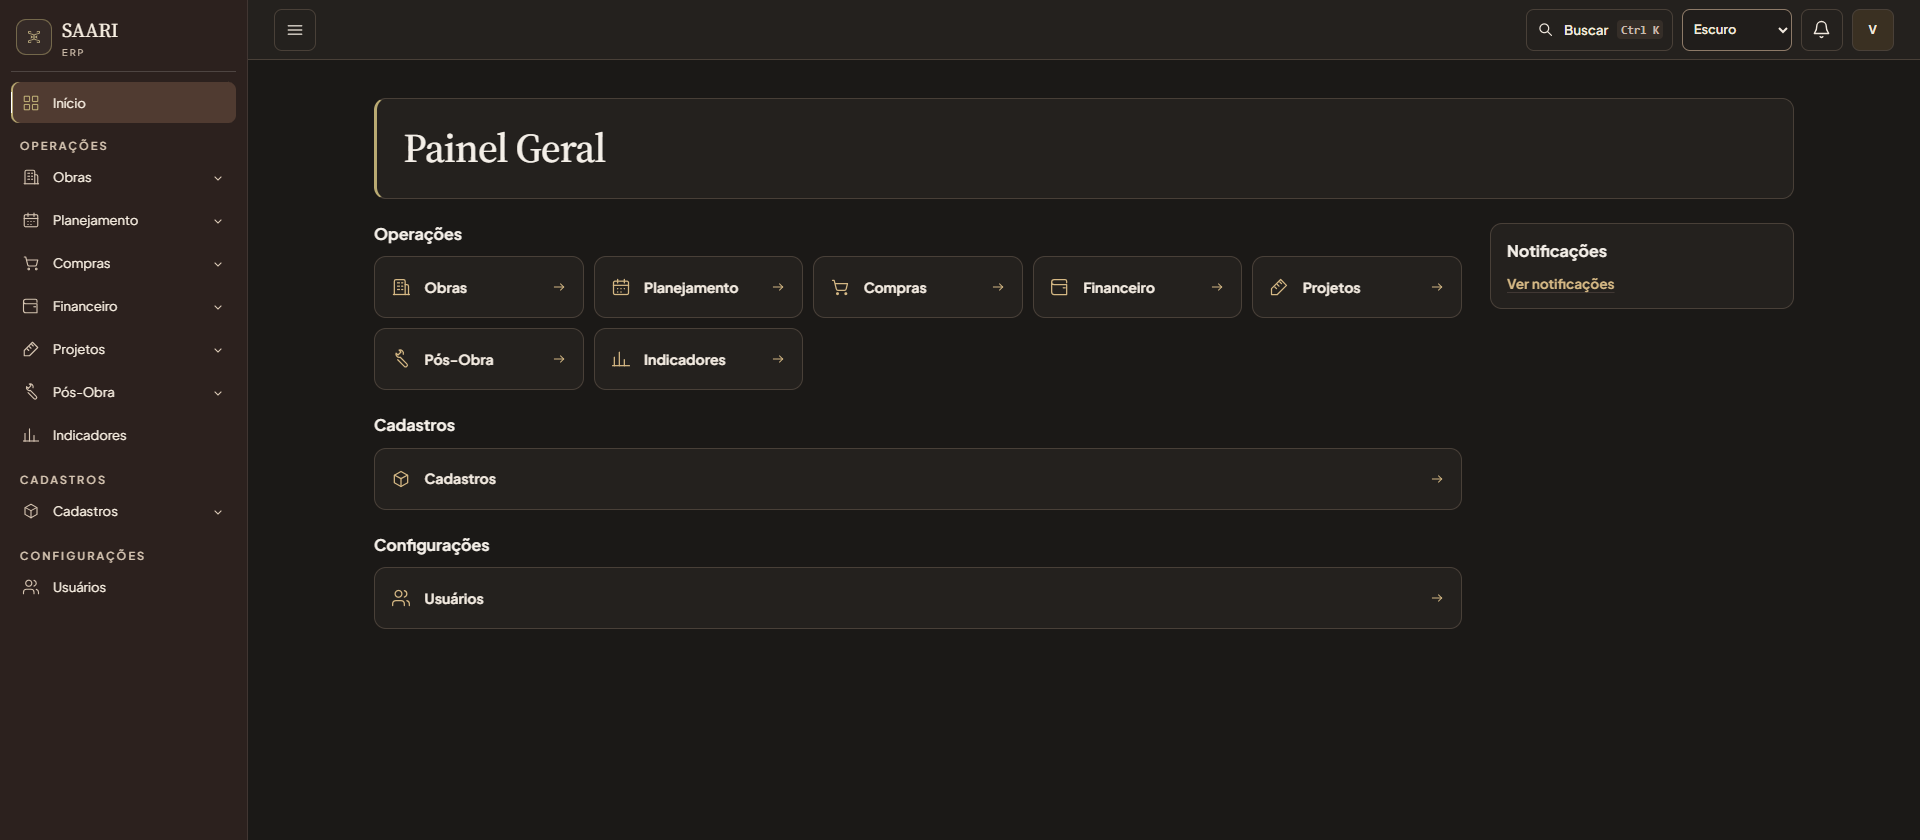 SAARI
ERP
Início
OPERAÇÕES
Obras
Planejamento
Compras
Financeiro
Projetos
Pós-Obra
Indicadores
CADASTROS
Cadastros
CONFIGURAÇÕES
Usuários
Buscar Ctrl K
Escuro
V
Painel Geral
Operações
Obras
Planejamento
Compras
Financeiro
Projetos
Pós-Obra
Indicadores
Cadastros
Cadastros
Configurações
Usuários
Notificações
Ver notificações